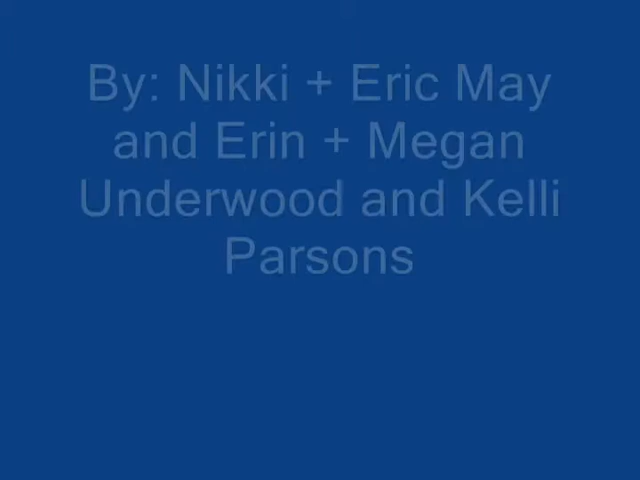 By: Nikki + Eric May
and Erin + Megan
Underwood and Kelli
Parsons